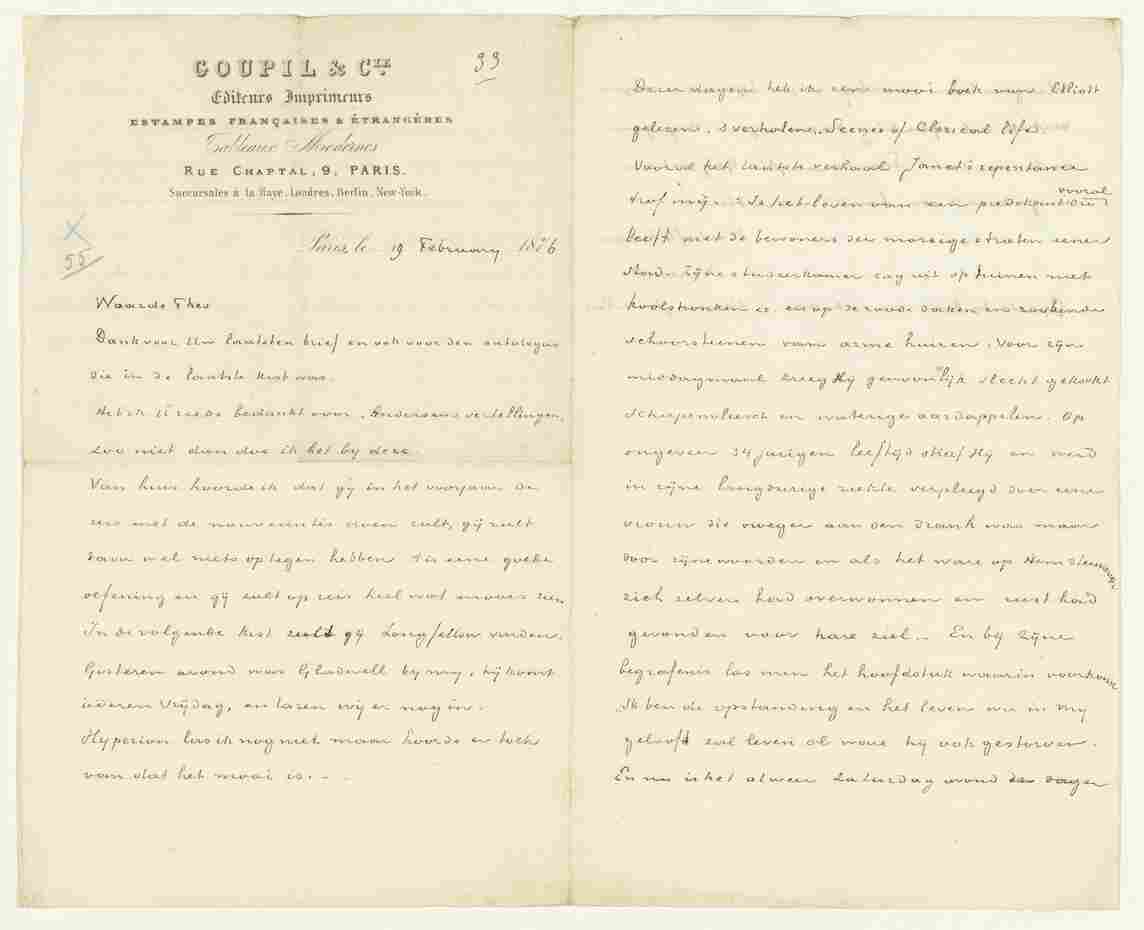 GOUPIL & CIE
Editeurs Imprimeurs
ESTAMPES FRANÇAISES & ÉTRANGÈRES
Tableaux Modernes
RUE CHAPTAL, 9, PARIS.
Succursales à la Haye, Londres, Berlin, New-York.
33
X
55
Paris le 19 February 1876
Waarde Theo
Dank voor Uw laatsten brief en ook voor den catalogus
die in de laatste kist was.
Heb ik U reeds bedankt voor „Andersens vertellingen,
zoo niet dan doe ik het by deze.
Van huis hoorde ik dat gij in het voorjaar de
reis met de nouveautés doen zult, gij zult
daar wel niets op tegen hebben 't is eene goede
oefening en gij zult op reis heel wat moois zien
In de volgende kist zult gij Longfellow vinden.
Gisteren avond was Gladwell by my, hij komt
iederen Vrijdag, en lazen wij er nog in.
Hyperion las ik nog niet maar hoorde er toch
van dat het mooi is. -
Dezer dagen heb ik een mooi boek van Elliott
gelezen, 3 verhalen, „Scenes of Clerical life.
Vooral het laatste verhaal Janet's repentance
trof mij. 't Is het leven van een predikant die vooral
leeft met de bewoners der morsige straten eener
stad. Zijne studeerkamer zag uit op tuinen met
koolstronken &c. en op de roode daken en rookende
schoorsteenen van arme huizen. Voor zijn
middagmaal kreeg Hij gewoonlijk slecht gekookt
schapenvleesch en waterige aardappelen. Op
ongeveer 34 jarigen leeftijd stierf Hij en werd
in zijne langdurige ziekte verpleegd door eene
vrouw die vroeger aan den drank was maar
door zijne woorden en als het ware op Hem steunende
zich zelven had overwonnen en rust had
gevonden voor hare ziel. En bij zijne
begrafenis las men het hoofdstuk waarin voorkomt
„Ik ben de opstanding en het leven wie in my
gelooft zal leven al ware hij ook gestorven.
En nu is het alweer Saturday avond de dagen